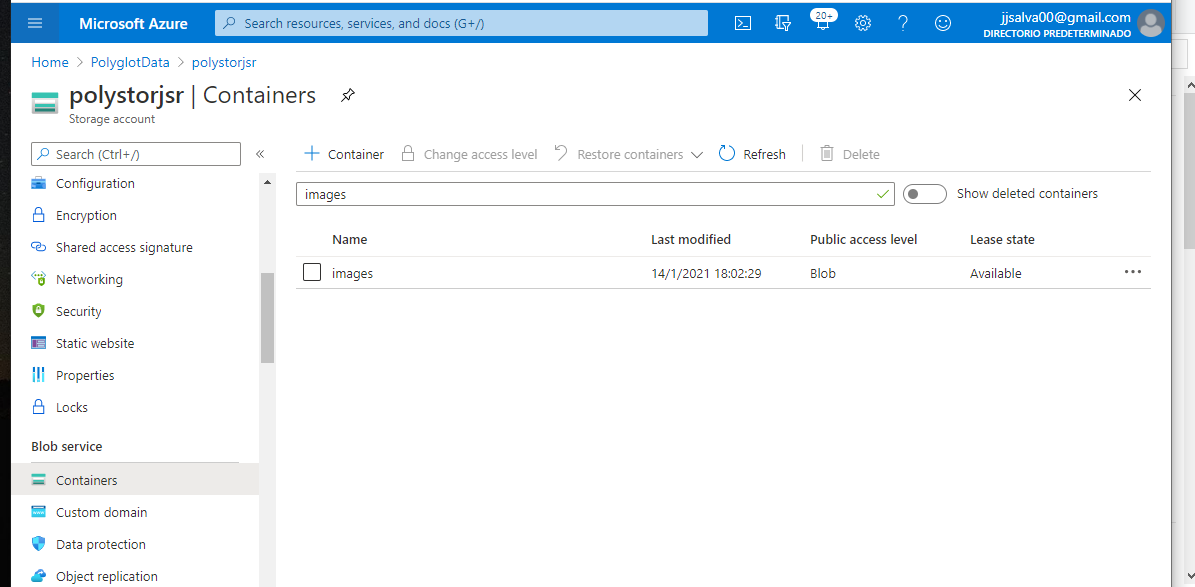 Microsoft Azure
Search resources, services, and docs (G+/)
20+
jjsalva00@gmail.com
DIRECTORIO PREDETERMINADO
Home > PolyglotData > polystorjsr
polystorjsr | Containers
Storage account
Search (Ctrl+/)
«
Configuration
Encryption
Shared access signature
Networking
Security
Static website
Properties
Locks
Blob service
Containers
Custom domain
Data protection
Object replication
Container Change access level Restore containers Refresh Delete
images
Show deleted containers
Name Last modified Public access level Lease state
images 14/1/2021 18:02:29 Blob Available